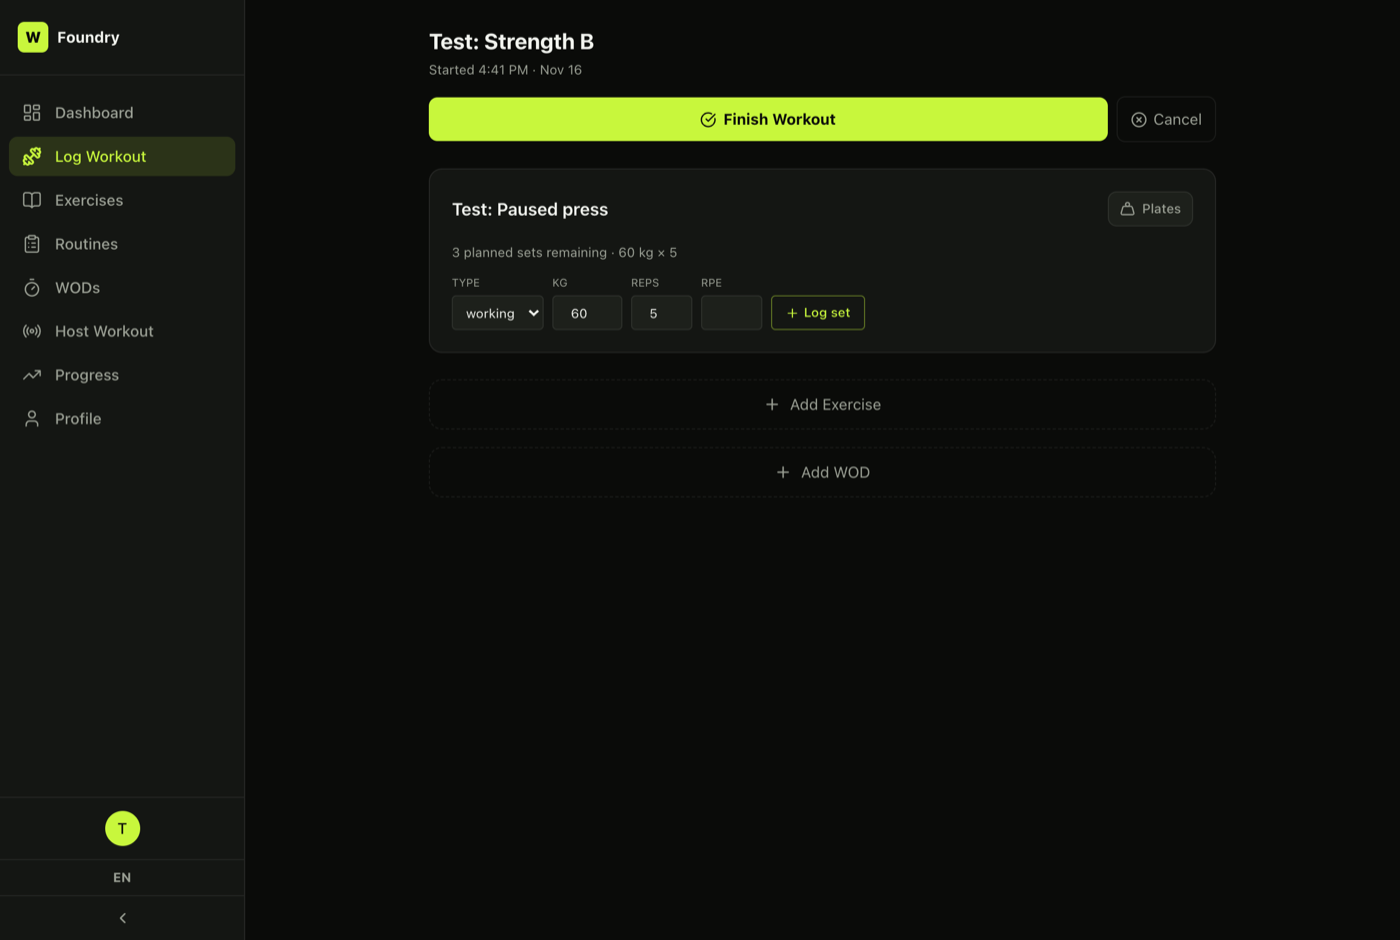 W Foundry
Dashboard
Log Workout
Exercises
Routines
WODs
Host Workout
Progress
Profile
T
EN
Test: Strength B
Started 4:41 PM · Nov 16
Finish Workout
Cancel
Test: Paused press
Plates
3 planned sets remaining · 60 kg × 5
TYPE KG REPS RPE
working 60 5 + Log set
+ Add Exercise
+ Add WOD